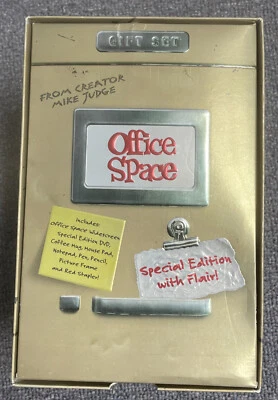 GIFT SET
FROM CREATOR
MIKE JUDGE
Office
SPace
Includes
Office Space Widescreen
Special Edition DVD,
Coffee Mug, Mouse Pad,
Notepad, Pen, Pencil,
Picture Frame
and Red Stapler!
Special Edition
with Flair!